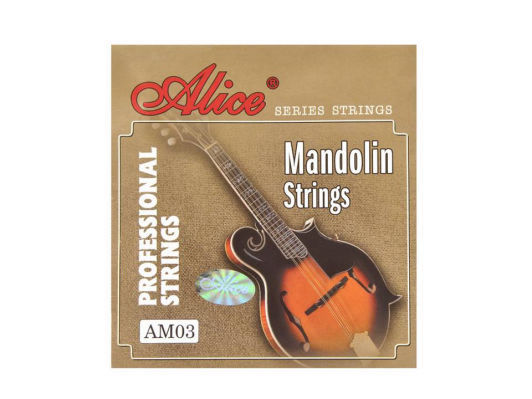 Alice®
SERIES STRINGS
Mandolin
Strings
PROFESSIONAL
STRINGS
AM03